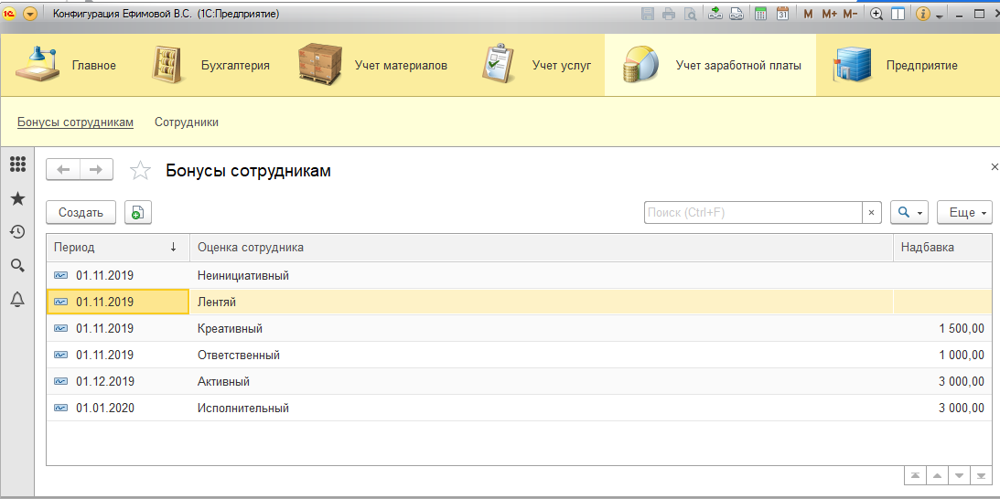 1С Конфигурация Ефимовой В.С. (1С:Предприятие) 31 M M+ M-
Главное Бухгалтерия Учет материалов Учет услуг Учет заработной платы Предприятие
Бонусы сотрудникам Сотрудники
Бонусы сотрудникам
Создать Поиск (Ctrl+F) × Еще
Период ↓ Оценка сотрудника Надбавка
01.11.2019 Неинициативный
01.11.2019 Лентяй
01.11.2019 Креативный 1 500,00
01.11.2019 Ответственный 1 000,00
01.12.2019 Активный 3 000,00
01.01.2020 Исполнительный 3 000,00